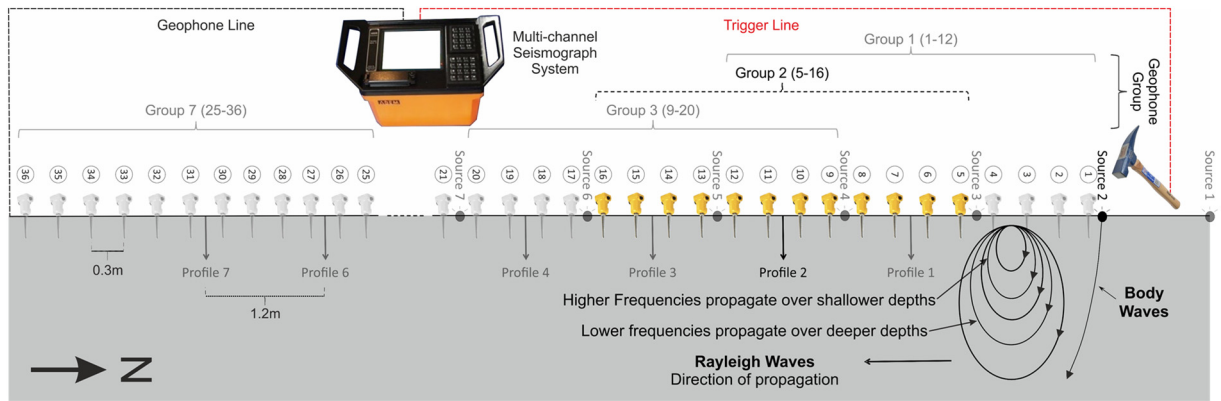 Geophone Line
Trigger Line
Multi-channel
Seismograph
System
Group 1 (1-12)
Group 2 (5-16)
Group 3 (9-20)
Group 7 (25-36)
Geophone
Group
36 35 34 33 32 31 30 29 28 27 26 25 21 Source 7 20 19 18 17 Source 6 16 15 14 13 Source 5 12 11 10 9 Source 4 8 7 6 5 Source 3 4 3 2 1 Source 2 Source 1
0.3m
Profile 7
Profile 6
Profile 4
Profile 3
Profile 2
Profile 1
1.2m
Higher Frequencies propagate over shallower depths
Lower frequencies propagate over deeper depths
Body
Waves
Rayleigh Waves
Direction of propagation
N